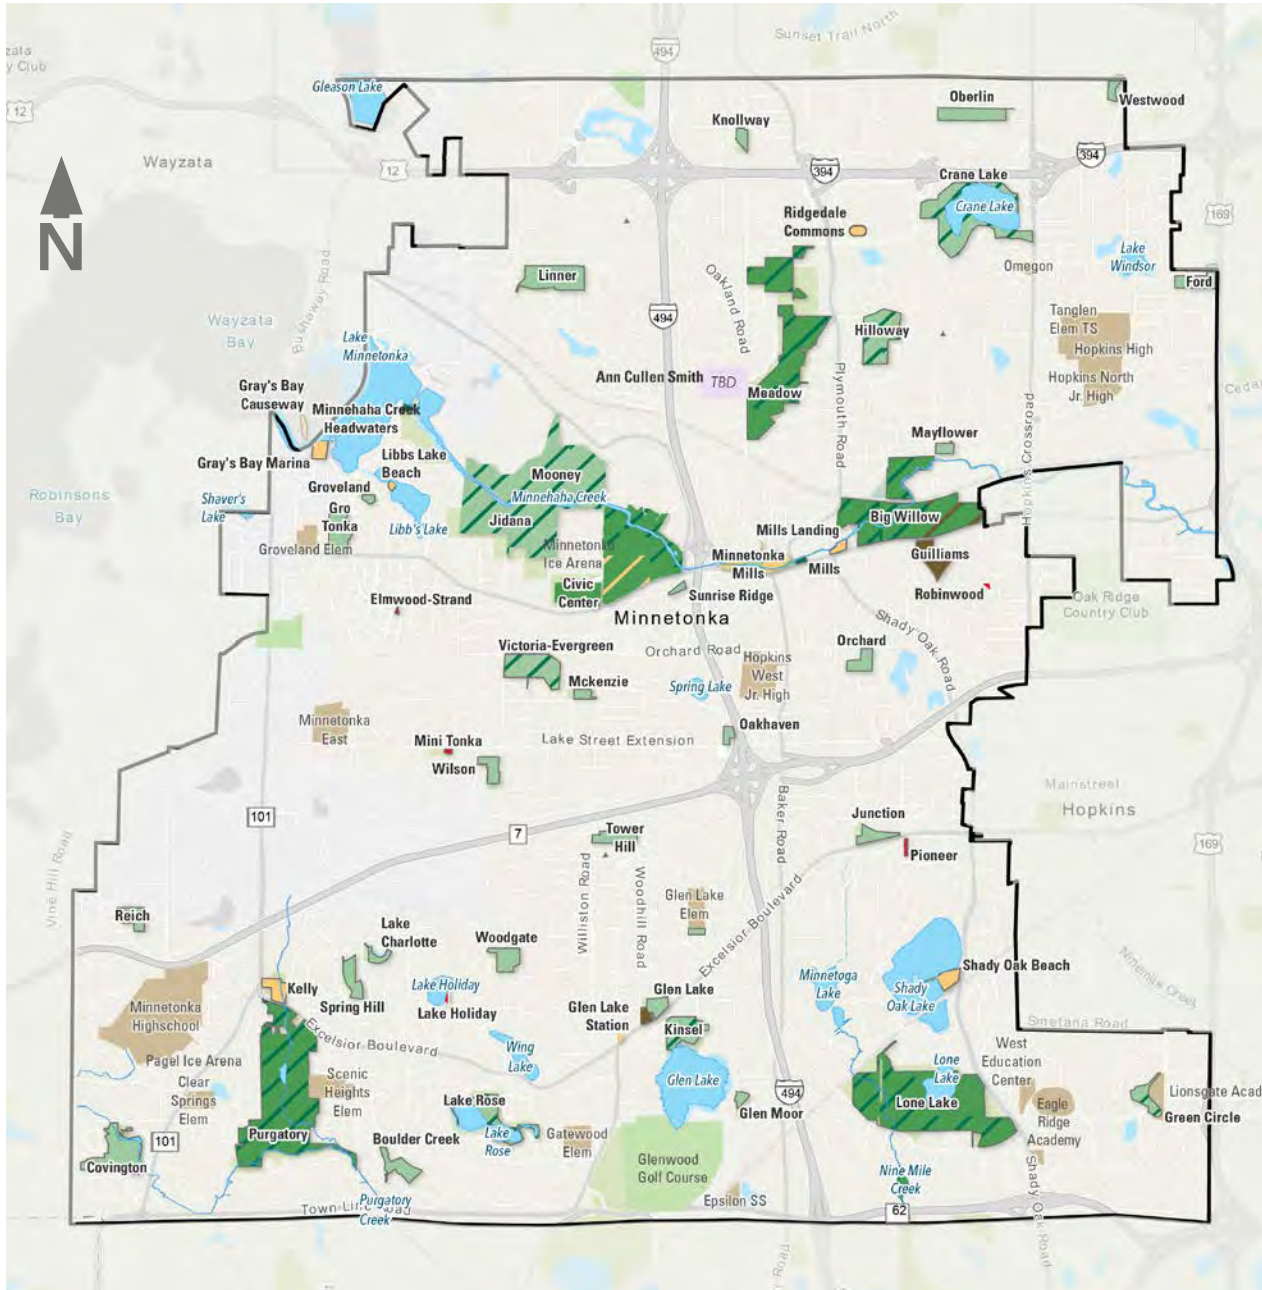 Sunset Trail North
494
zata
y Club
Gleason Lake
12
Oberlin
Westwood
Knollway
Wayzata
12
394
394
Crane Lake
Crane Lake
169
N
Ridgedale
Commons
Lake
Windsor
Omegon
Linner
Ford
Oakland Road
Bushaway Road
Wayzata
Bay
494
Tanglen
Elem TS
Hopkins High
Hopkins North
Jr. High
Hilloway
Lake
Minnetonka
Ann Cullen Smith
TBD
Meadow
Plymouth Road
Cedar
Gray's Bay
Causeway
Minnehaha Creek
Headwaters
Hopkins Crossroad
Mayflower
Gray's Bay Marina
Libbs Lake
Beach
Mooney
Robinsons
Bay
Shaver's
Lake
Groveland
Minnehaha Creek
Gro
Tonka
Libb's Lake
Jidana
Big Willow
Mills Landing
Groveland Elem
Minnetonka
Ice Arena
Minnetonka
Mills
Mills
Guilliams
Civic
Center
Sunrise Ridge
Robinwood
Elmwood-Strand
Minnetonka
Oak Ridge
Country Club
Shady Oak Road
Victoria-Evergreen
Orchard Road
Orchard
Hopkins
West
Jr. High
Mckenzie
Spring Lake
Minnetonka
East
Oakhaven
Mini Tonka
Lake Street Extension
Wilson
Mainstreet
Hopkins
Baker Road
101
7
Tower
Hill
Junction
Pioneer
169
Vine Hill Road
Williston Road
Woodhill Road
Glen Lake
Elem
Excelsior Boulevard
Reich
Lake
Charlotte
Woodgate
Minnetoga
Lake
Shady Oak Beach
Shady
Oak Lake
Ninemile Creek
Minnetonka
Highschool
Kelly
Spring Hill
Lake Holiday
Lake Holiday
Glen Lake
Glen Lake
Station
Kinsel
Smetana Road
Excelsior Boulevard
Pagel Ice Arena
Wing
Lake
West
Education
Center
Lone
Lake
Clear
Springs
Elem
Scenic
Heights
Elem
Glen Lake
494
Lone Lake
Lionsgate Acad
Lake Rose
Glen Moor
Eagle
Ridge
Academy
Green Circle
101
Purgatory
Boulder Creek
Lake
Rose
Gatewood
Elem
Covington
Glenwood
Golf Course
Nine Mile
Creek
Shady Oak Road
Epsilon SS
Purgatory
Creek
Town Line Road
62
y Road